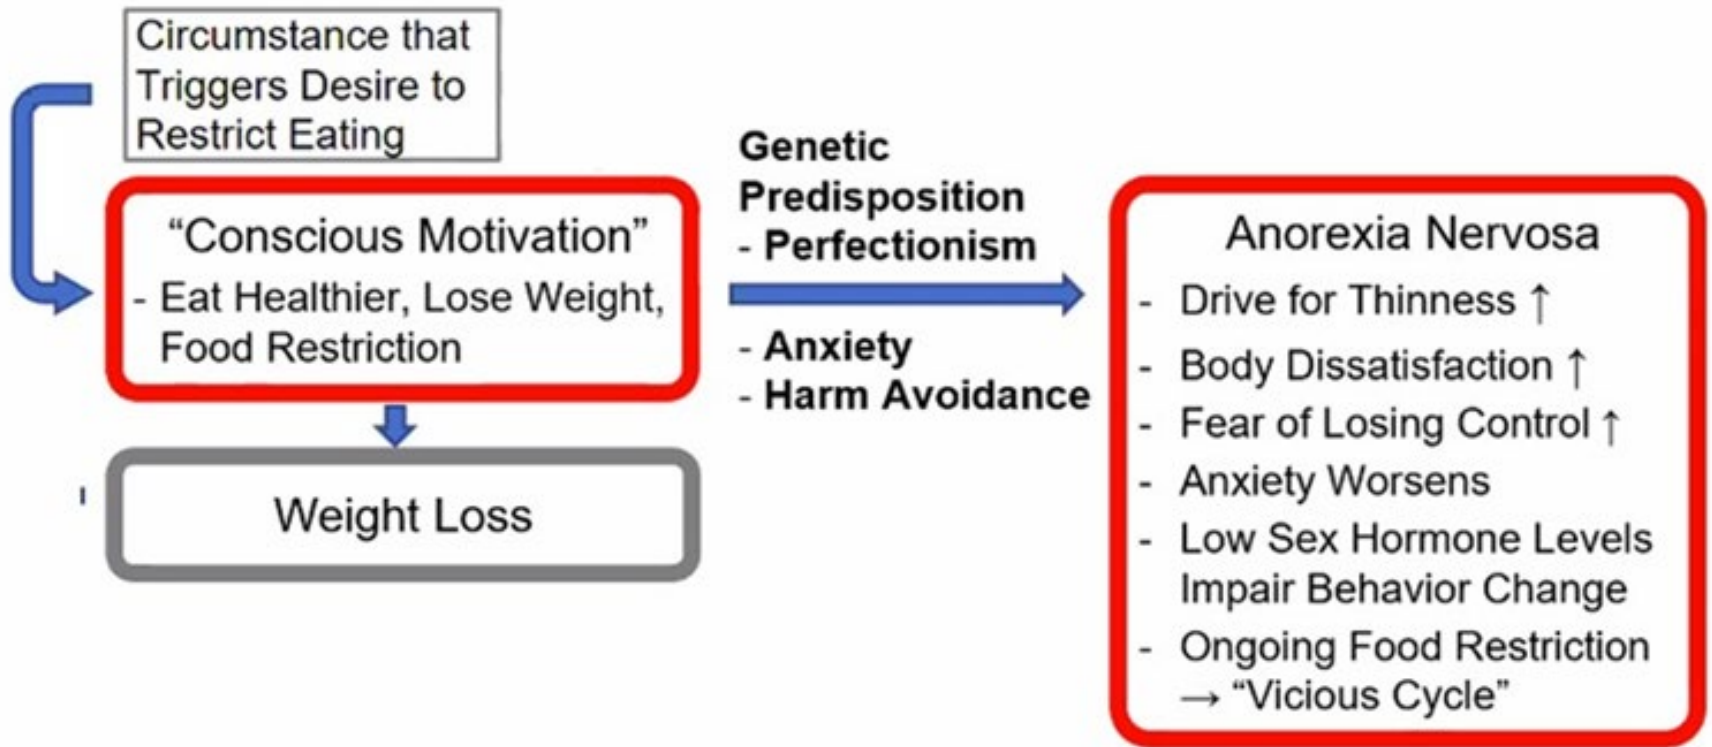 Circumstance that
Triggers Desire to
Restrict Eating
“Conscious Motivation”
- Eat Healthier, Lose Weight,
Food Restriction
Weight Loss
Genetic
Predisposition
- Perfectionism
- Anxiety
- Harm Avoidance
Anorexia Nervosa
- Drive for Thinness ↑
- Body Dissatisfaction ↑
- Fear of Losing Control ↑
- Anxiety Worsens
- Low Sex Hormone Levels
Impair Behavior Change
- Ongoing Food Restriction
→ “Vicious Cycle”